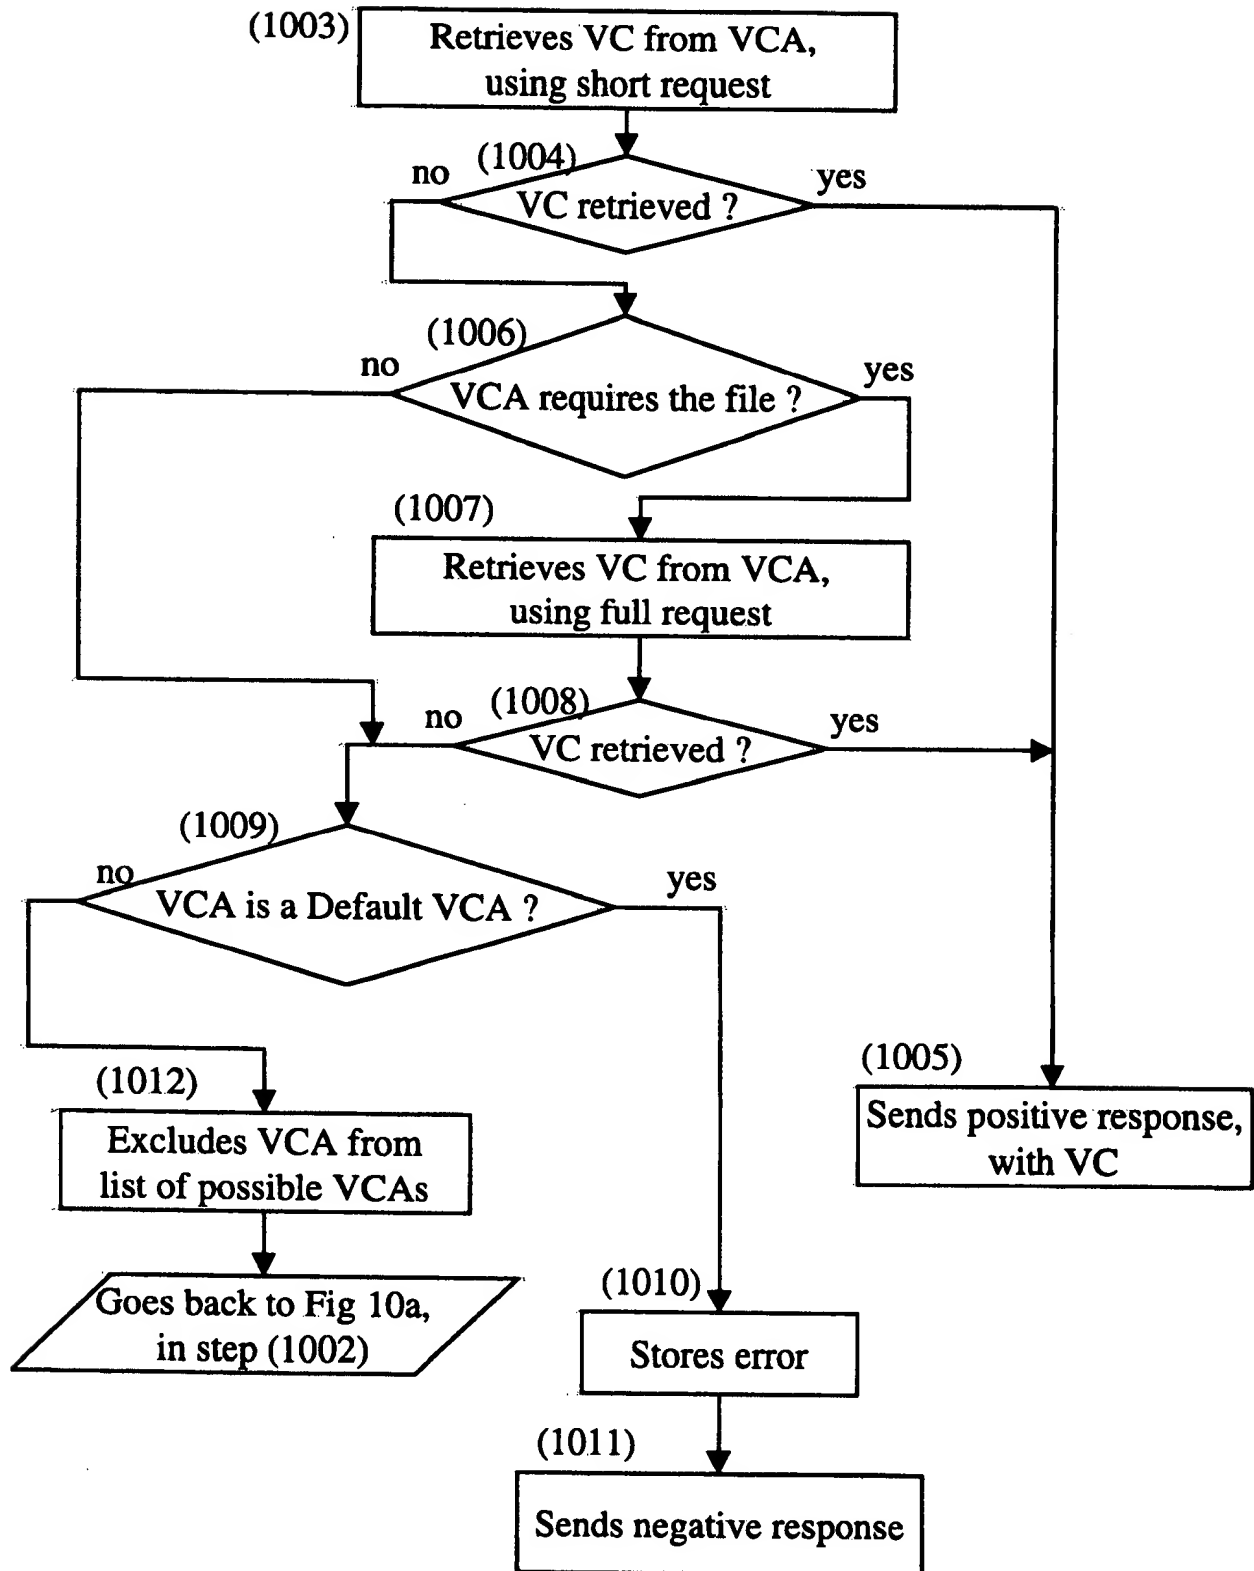 (1003)
Retrieves VC from VCA,
using short request
(1004)
no
yes
VC retrieved ?
(1006)
no
yes
VCA requires the file ?
(1007)
Retrieves VC from VCA,
using full request
(1008)
no
yes
VC retrieved ?
(1009)
no
yes
VCA is a Default VCA ?
(1005)
Sends positive response,
with VC
(1012)
Excludes VCA from
list of possible VCAs
Goes back to Fig 10a,
in step (1002)
(1010)
Stores error
(1011)
Sends negative response